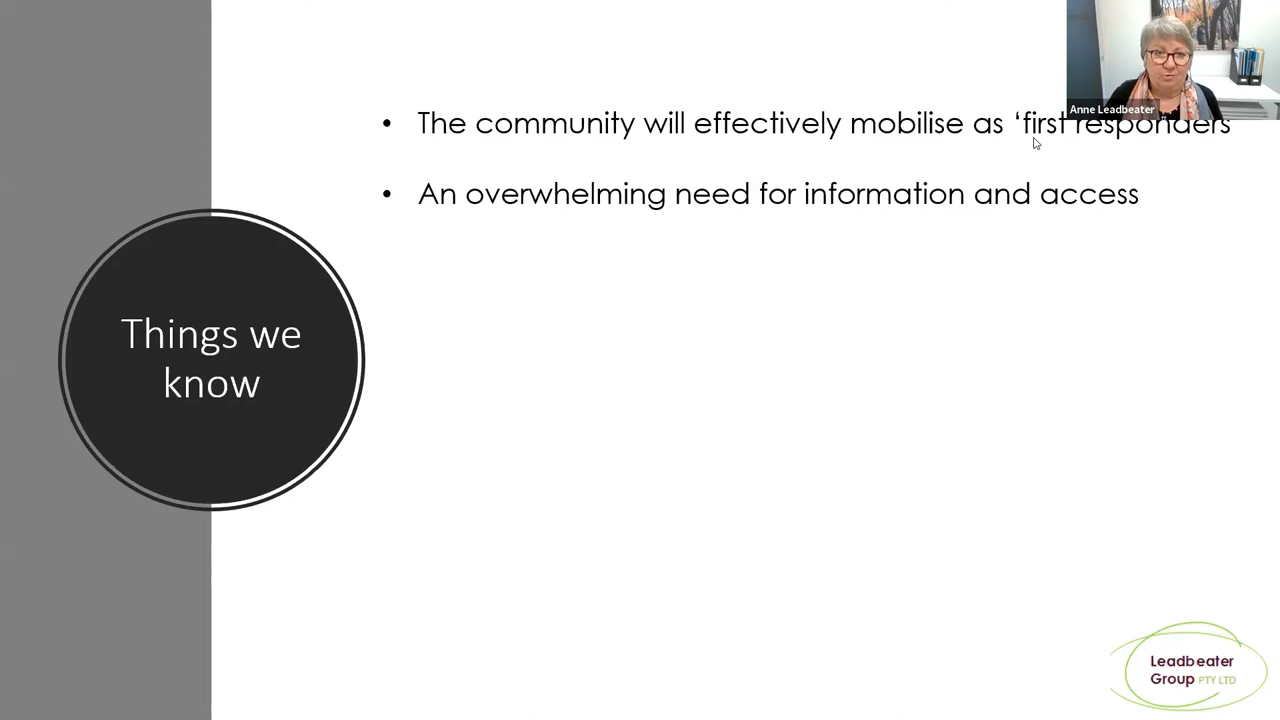 Anne Leadbeater
• The community will effectively mobilise as ‘first responders
• An overwhelming need for information and access
Things we
know
Leadbeater
Group PTY LTD